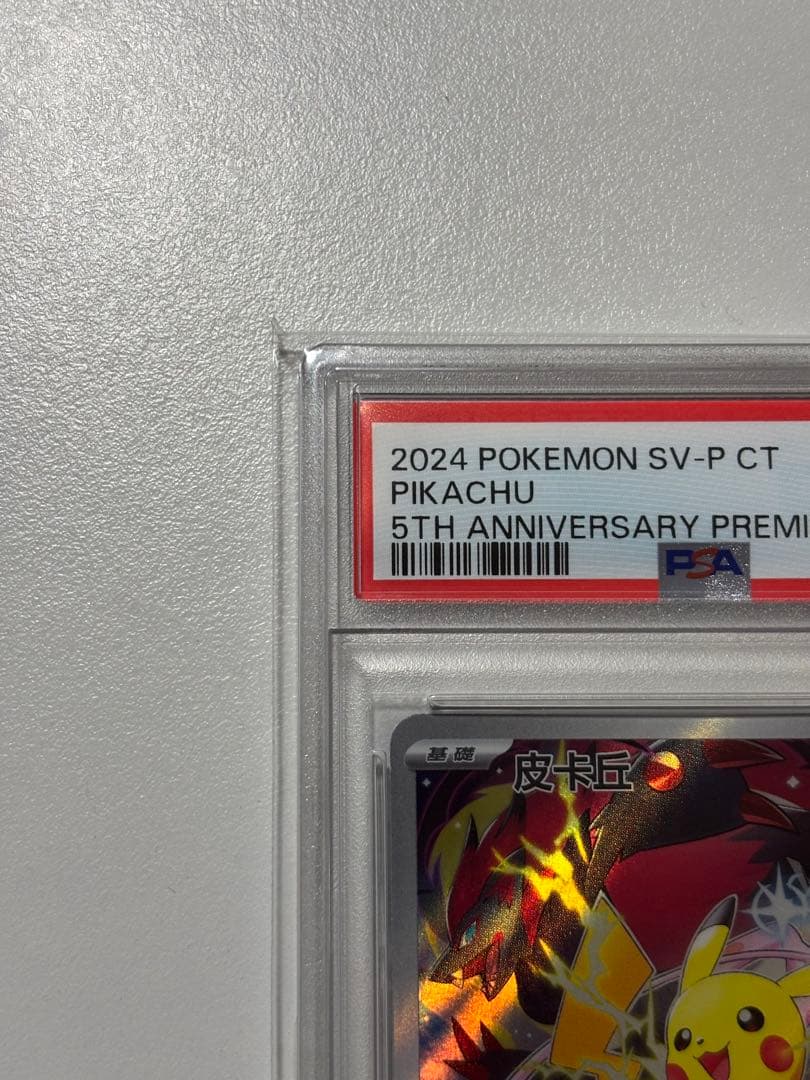 2024 POKEMON SV-P CT
PIKACHU
5TH ANNIVERSARY PREMI
PSA
基礎
皮卡丘